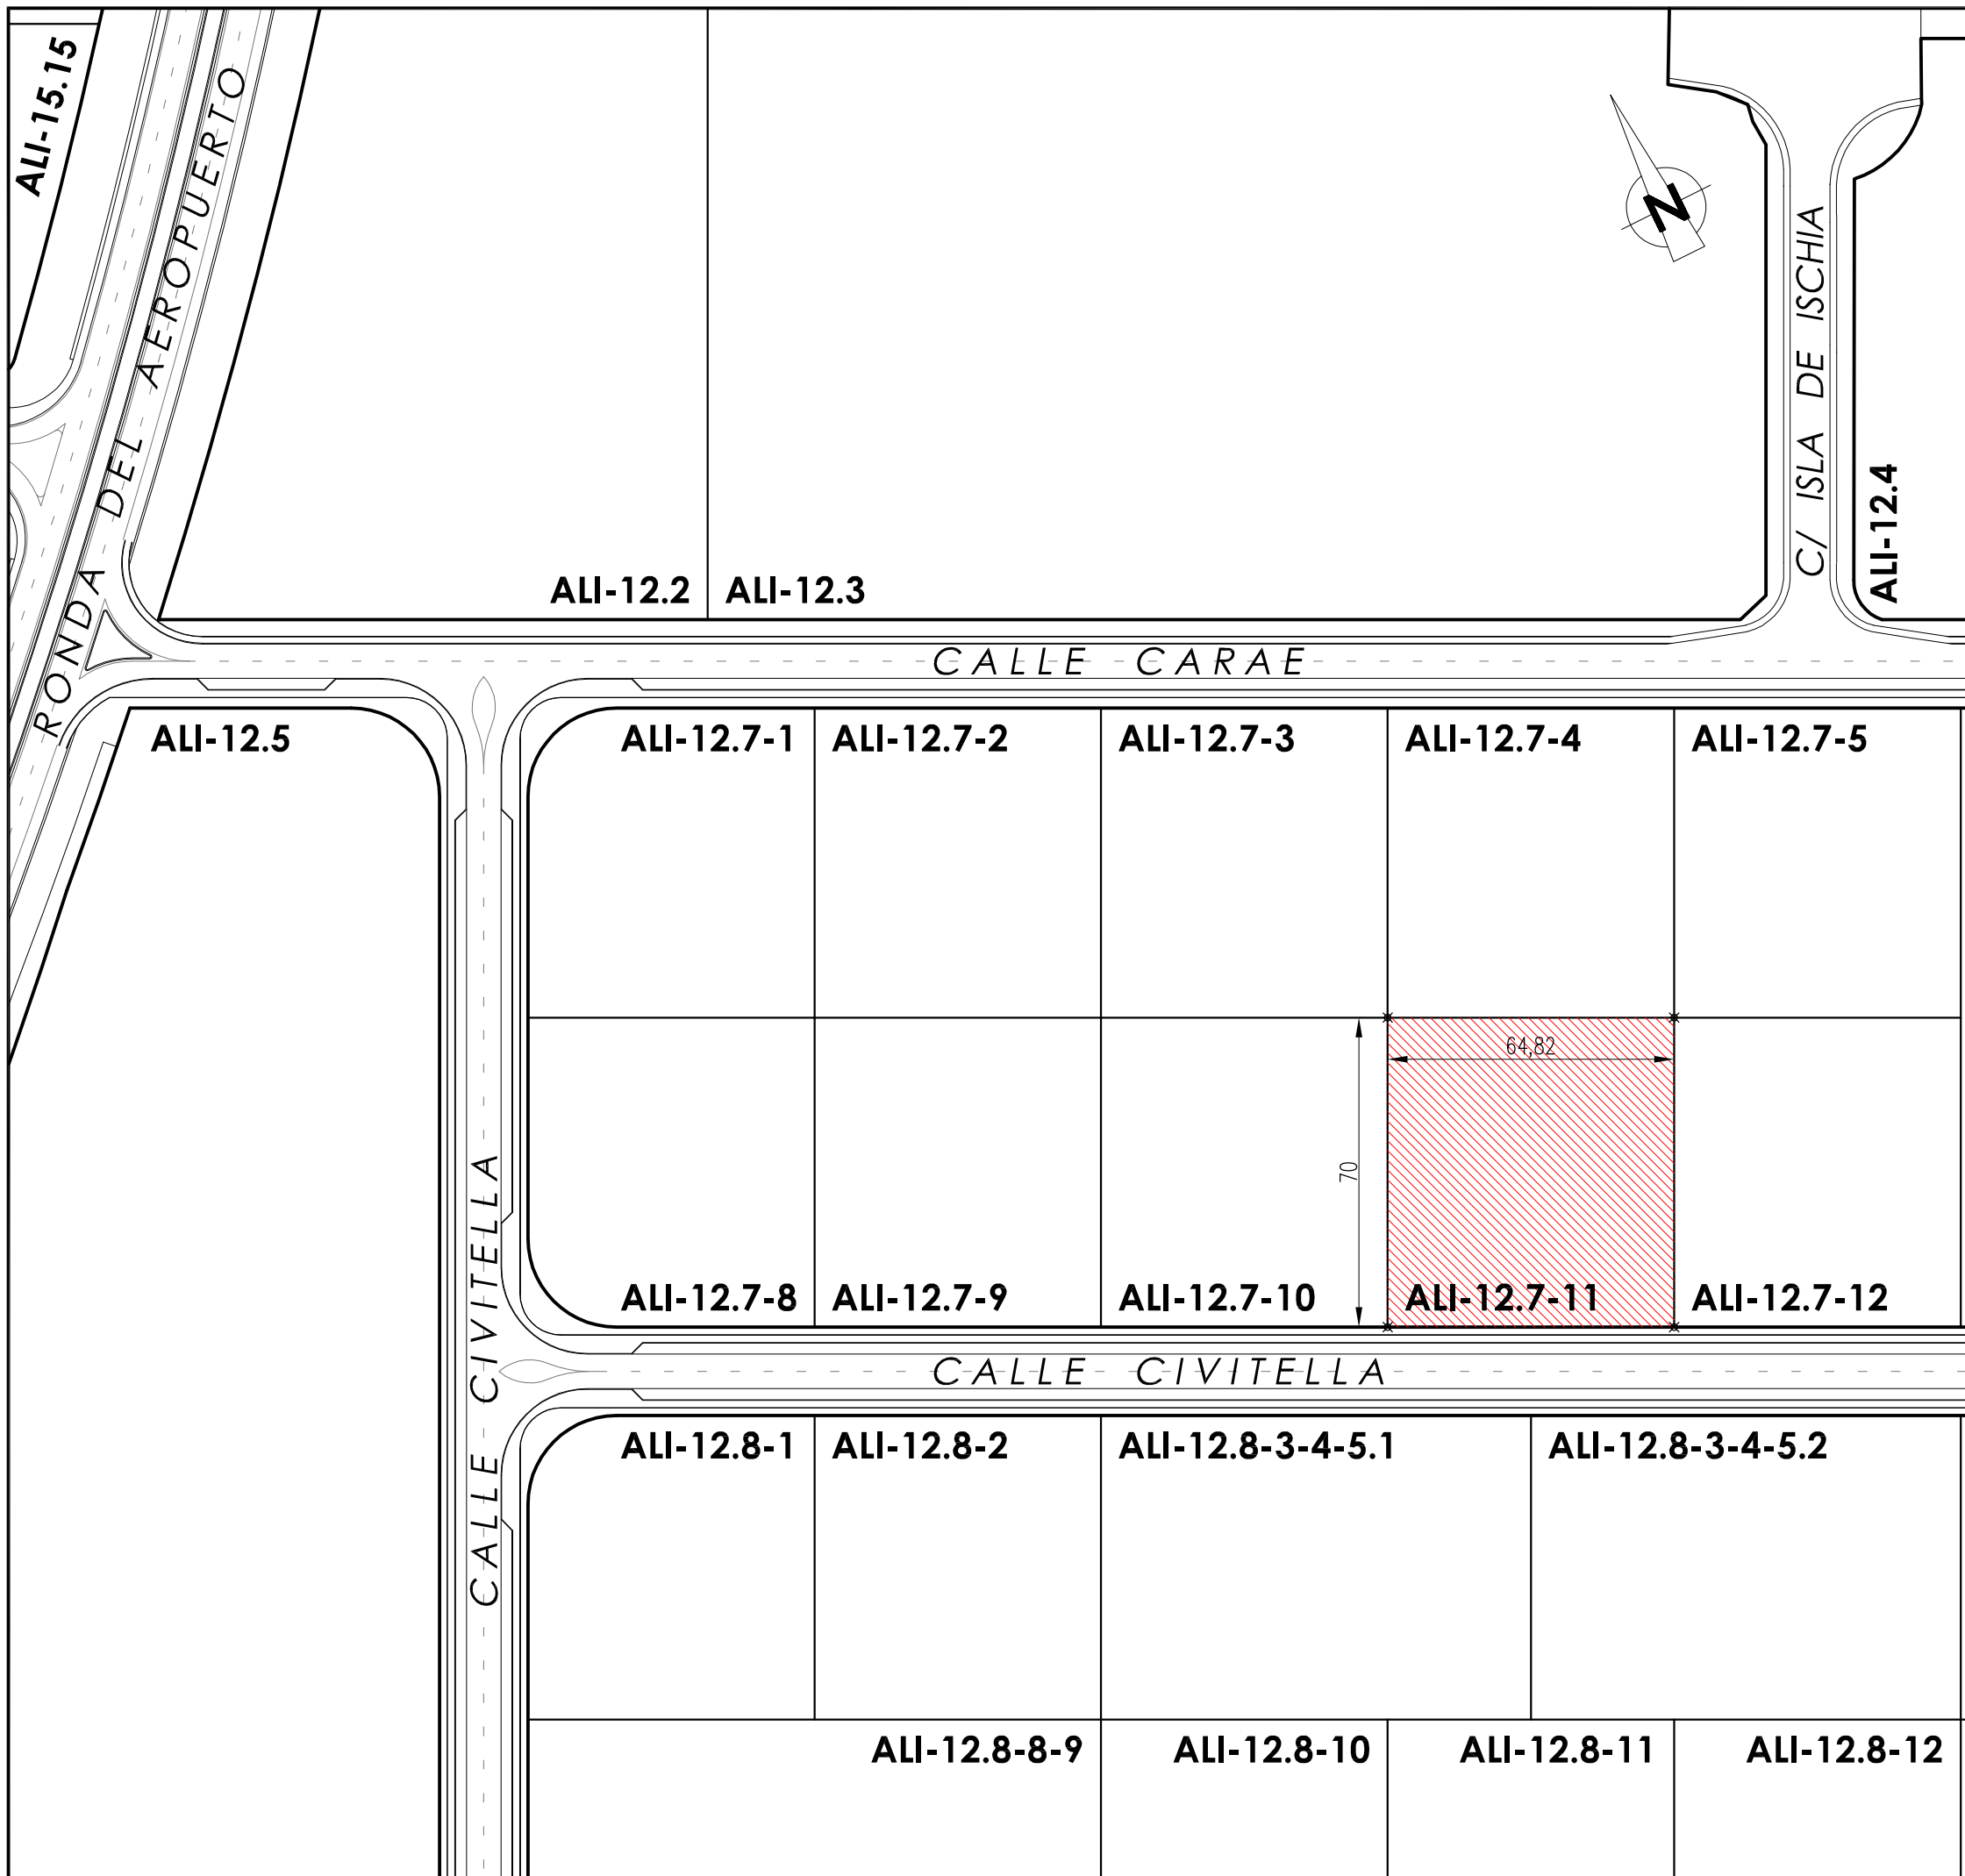 ALI-15.15
RONDA DEL AEROPUERTO
N
C/ ISLA DE ISCHIA
ALI-12.4
ALI-12.2
ALI-12.3
CALLE CARAE
ALI-12.5
ALI-12.7-1
ALI-12.7-2
ALI-12.7-3
ALI-12.7-4
ALI-12.7-5
64,82
70
ALI-12.7-8
ALI-12.7-9
ALI-12.7-10
ALI-12.7-11
ALI-12.7-12
CALLE CIVITELLA
CALLE CIVITELLA
ALI-12.8-1
ALI-12.8-2
ALI-12.8-3-4-5.1
ALI-12.8-3-4-5.2
ALI-12.8-8-9
ALI-12.8-10
ALI-12.8-11
ALI-12.8-12